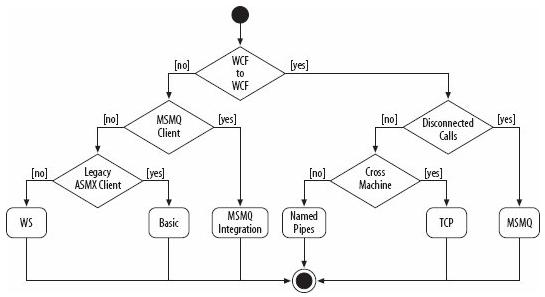 WCF
to
WCF
[no]
[yes]
MSMQ
Client
[no]
[yes]
Disconnected
Calls
[no]
[yes]
Legacy
ASMX Client
[no]
[yes]
Cross
Machine
[no]
[yes]
WS
Basic
MSMQ
Integration
Named
Pipes
TCP
MSMQ